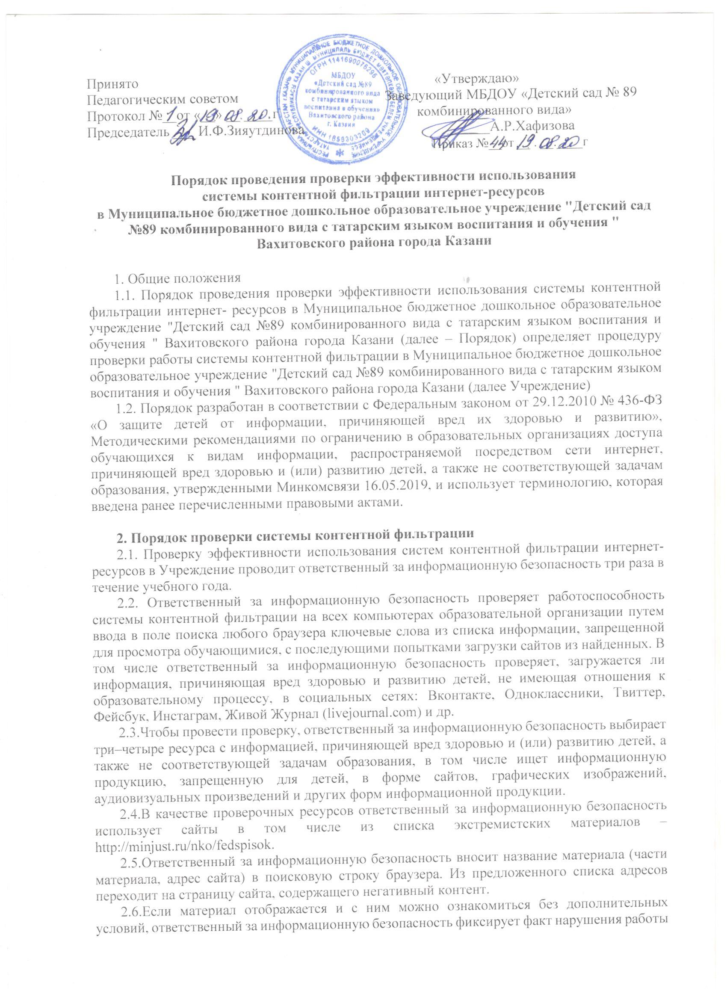 Принято
Педагогическим советом
Протокол № 1 от «19» 08. 20.г
Председатель И.Ф.Зияутдинова
РЕСПУБЛИКА ТАТАРСТАН г.КАЗАНЬ МУНИЦИПАЛЬНОЕ БЮДЖЕТНОЕ ДОШКОЛЬНОЕ ОБРАЗОВАТЕЛЬНОЕ УЧРЕЖДЕНИЕ
ТАТАРСТАН РЕСПУБЛИКАСЫ КАЗАН Ш МУНИЦИПАЛЬ БЮДЖЕТ МӘКТӘПКӘЧӘ БЕЛЕМ УЧРЕЖДЕНИЕСЕ
ОГРН 1141690076296
МБДОУ
«Детский сад №89
комбинированного вида
с татарским языком
воспитания и обучения»
Вахитовского района
г. Казани
ИНН 1659303209
«Утверждаю»
Заведующий МБДОУ «Детский сад № 89
комбинированного вида»
А.Р.Хафизова
Приказ № 44 от 19 . 08. 20 г
Порядок проведения проверки эффективности использования
системы контентной фильтрации интернет-ресурсов
в Муниципальное бюджетное дошкольное образовательное учреждение "Детский сад
№89 комбинированного вида с татарским языком воспитания и обучения "
Вахитовского района города Казани
1. Общие положения
1.1. Порядок проведения проверки эффективности использования системы контентной
фильтрации интернет- ресурсов в Муниципальное бюджетное дошкольное образовательное
учреждение "Детский сад №89 комбинированного вида с татарским языком воспитания и
обучения " Вахитовского района города Казани (далее – Порядок) определяет процедуру
проверки работы системы контентной фильтрации в Муниципальное бюджетное дошкольное
образовательное учреждение "Детский сад №89 комбинированного вида с татарским языком
воспитания и обучения " Вахитовского района города Казани (далее Учреждение)
1.2. Порядок разработан в соответствии с Федеральным законом от 29.12.2010 № 436-ФЗ
«О защите детей от информации, причиняющей вред их здоровью и развитию»,
Методическими рекомендациями по ограничению в образовательных организациях доступа
обучающихся к видам информации, распространяемой посредством сети интернет,
причиняющей вред здоровью и (или) развитию детей, а также не соответствующей задачам
образования, утвержденными Минкомсвязи 16.05.2019, и использует терминологию, которая
введена ранее перечисленными правовыми актами.
2. Порядок проверки системы контентной фильтрации
2.1. Проверку эффективности использования систем контентной фильтрации интернет-
ресурсов в Учреждение проводит ответственный за информационную безопасность три раза в
течение учебного года.
2.2. Ответственный за информационную безопасность проверяет работоспособность
системы контентной фильтрации на всех компьютерах образовательной организации путем
ввода в поле поиска любого браузера ключевые слова из списка информации, запрещенной
для просмотра обучающимися, с последующими попытками загрузки сайтов из найденных. В
том числе ответственный за информационную безопасность проверяет, загружается ли
информация, причиняющая вред здоровью и развитию детей, не имеющая отношения к
образовательному процессу, в социальных сетях: Вконтакте, Одноклассники, Твиттер,
Фейсбук, Инстаграм, Живой Журнал (livejournal.com) и др.
2.3.Чтобы провести проверку, ответственный за информационную безопасность выбирает
три–четыре ресурса с информацией, причиняющей вред здоровью и (или) развитию детей, а
также не соответствующей задачам образования, в том числе ищет информационную
продукцию, запрещенную для детей, в форме сайтов, графических изображений,
аудиовизуальных произведений и других форм информационной продукции.
2.4.В качестве проверочных ресурсов ответственный за информационную безопасность
использует сайты в том числе из списка экстремистских материалов –
http://minjust.ru/nko/fedspisok.
2.5.Ответственный за информационную безопасность вносит название материала (части
материала, адрес сайта) в поисковую строку браузера. Из предложенного списка адресов
переходит на страницу сайта, содержащего негативный контент.
2.6.Если материал отображается и с ним можно ознакомиться без дополнительных
условий, ответственный за информационную безопасность фиксирует факт нарушения работы